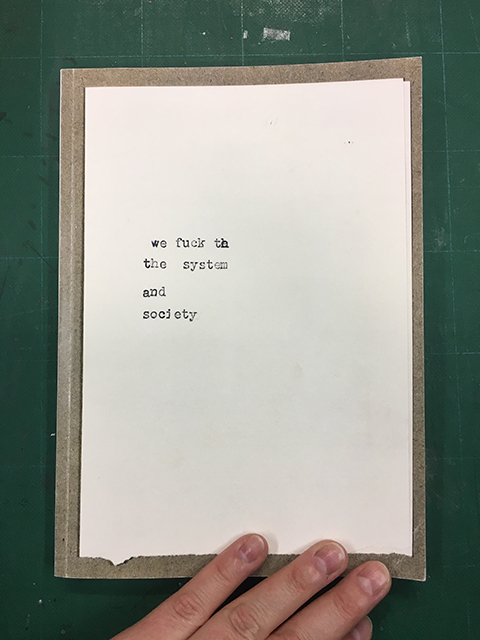 we fuck th
the system
and
society